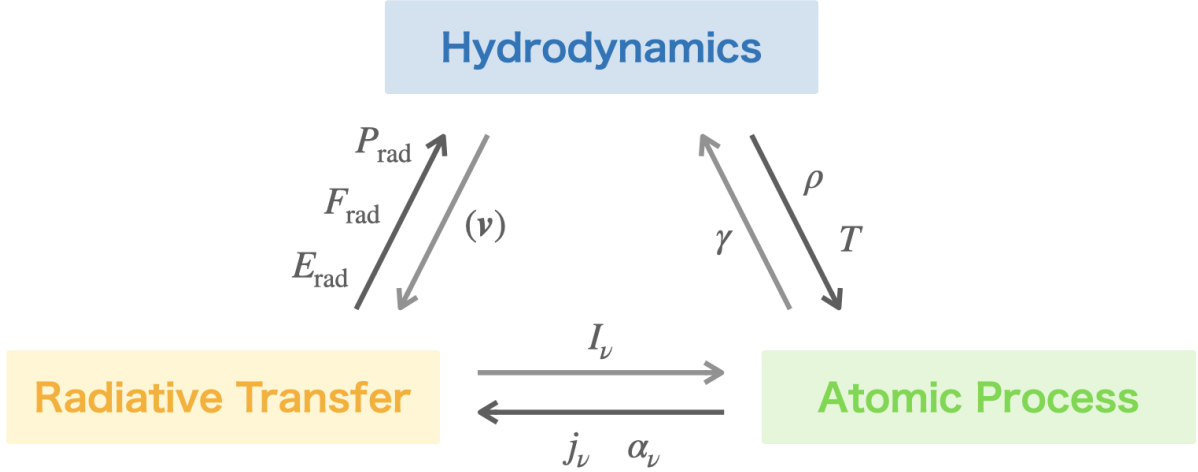 Hydrodynamics
P_rad
F_rad
E_rad
(v)
γ
ρ
T
I_ν
Radiative Transfer
Atomic Process
j_ν α_ν